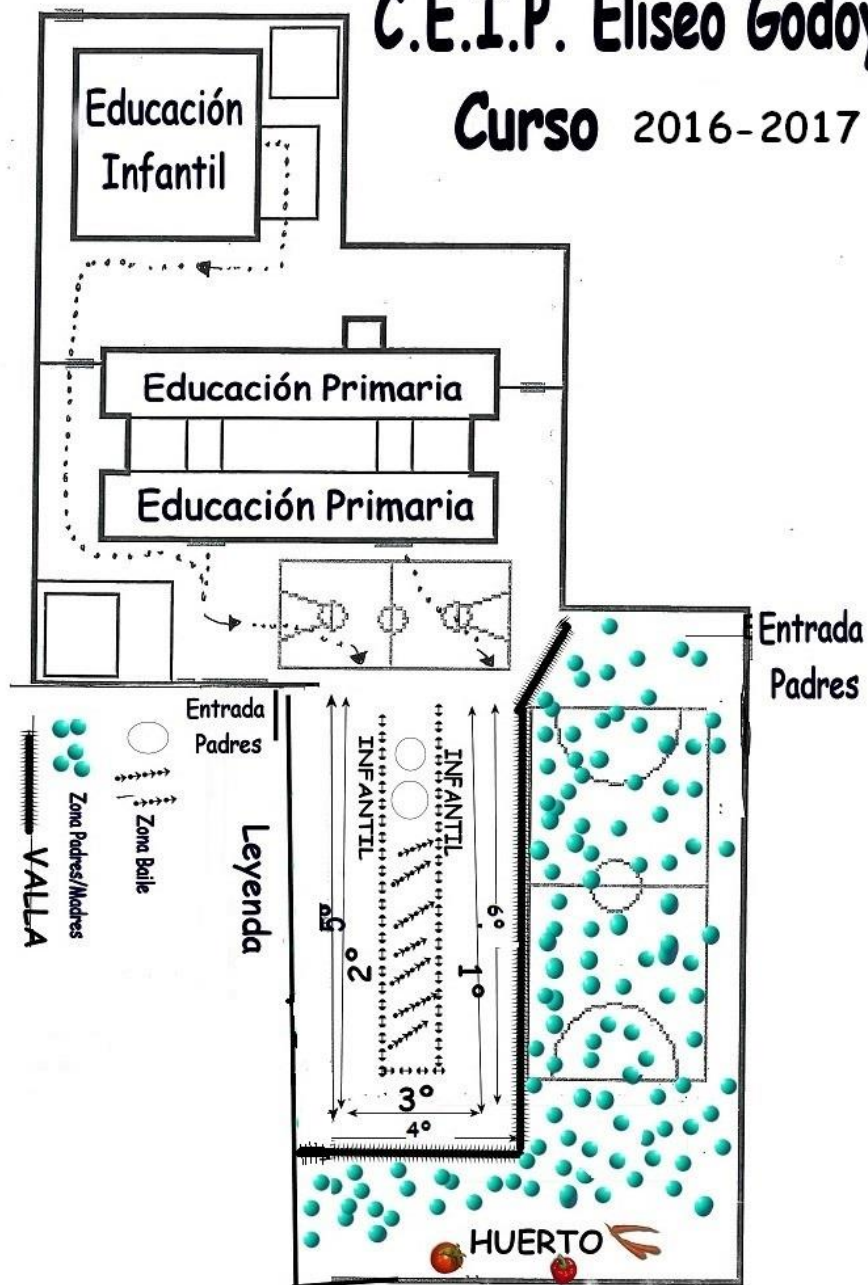 C.E.I.P. Eliseo Godoy
Curso 2016-2017
Educación
Infantil
Educación Primaria
Educación Primaria
Entrada
Padres
Entrada
Padres
INFANTIL
INFANTIL
5º
2º
1º
6º
3º
4º
Leyenda
Zona Baile
Zona Padres/Madres
VALLA
HUERTO